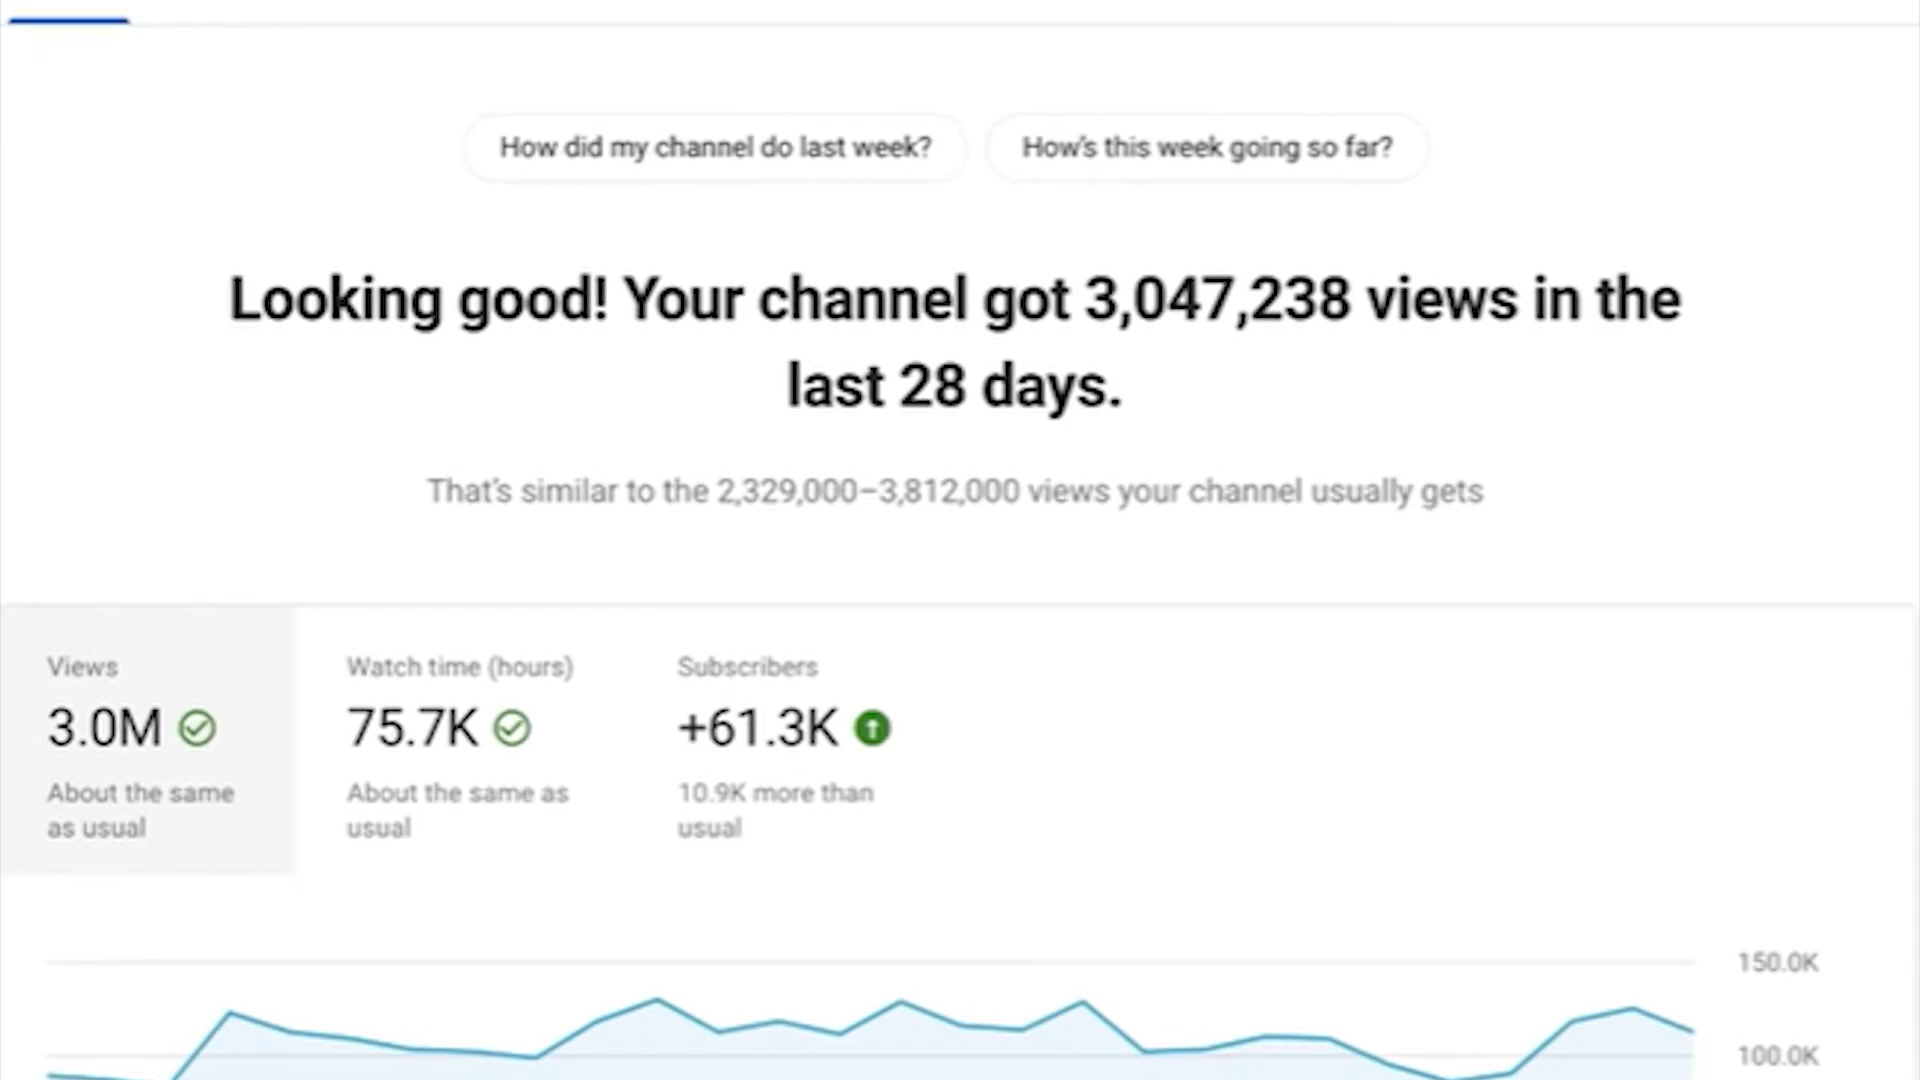 How did my channel do last week? How's this week going so far?
Looking good! Your channel got 3,047,238 views in the
last 28 days.
That's similar to the 2,329,000–3,812,000 views your channel usually gets
Views
3.0M
About the same
as usual
Watch time (hours)
75.7K
About the same as
usual
Subscribers
+61.3K
10.9K more than
usual
150.0K
100.0K